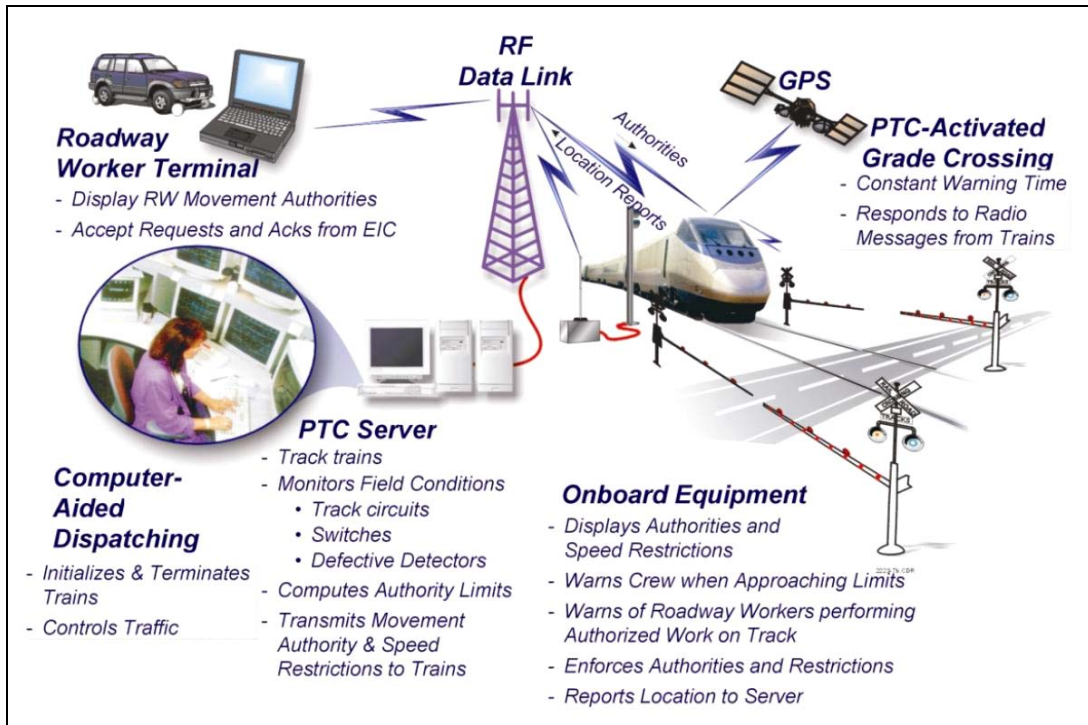 RF
Data Link
GPS
Roadway
Worker Terminal
- Display RW Movement Authorities
- Accept Requests and Acks from EIC
Authorities
Location Reports
PTC-Activated
Grade Crossing
- Constant Warning Time
- Responds to Radio
Messages from Trains
PTC Server
- Track trains
- Monitors Field Conditions
• Track circuits
• Switches
• Defective Detectors
- Computes Authority Limits
- Transmits Movement
Authority & Speed
Restrictions to Trains
Computer-
Aided
Dispatching
- Initializes & Terminates
Trains
- Controls Traffic
Onboard Equipment
- Displays Authorities and
Speed Restrictions
- Warns Crew when Approaching Limits
- Warns of Roadway Workers performing
Authorized Work on Track
- Enforces Authorities and Restrictions
- Reports Location to Server
TRACKS